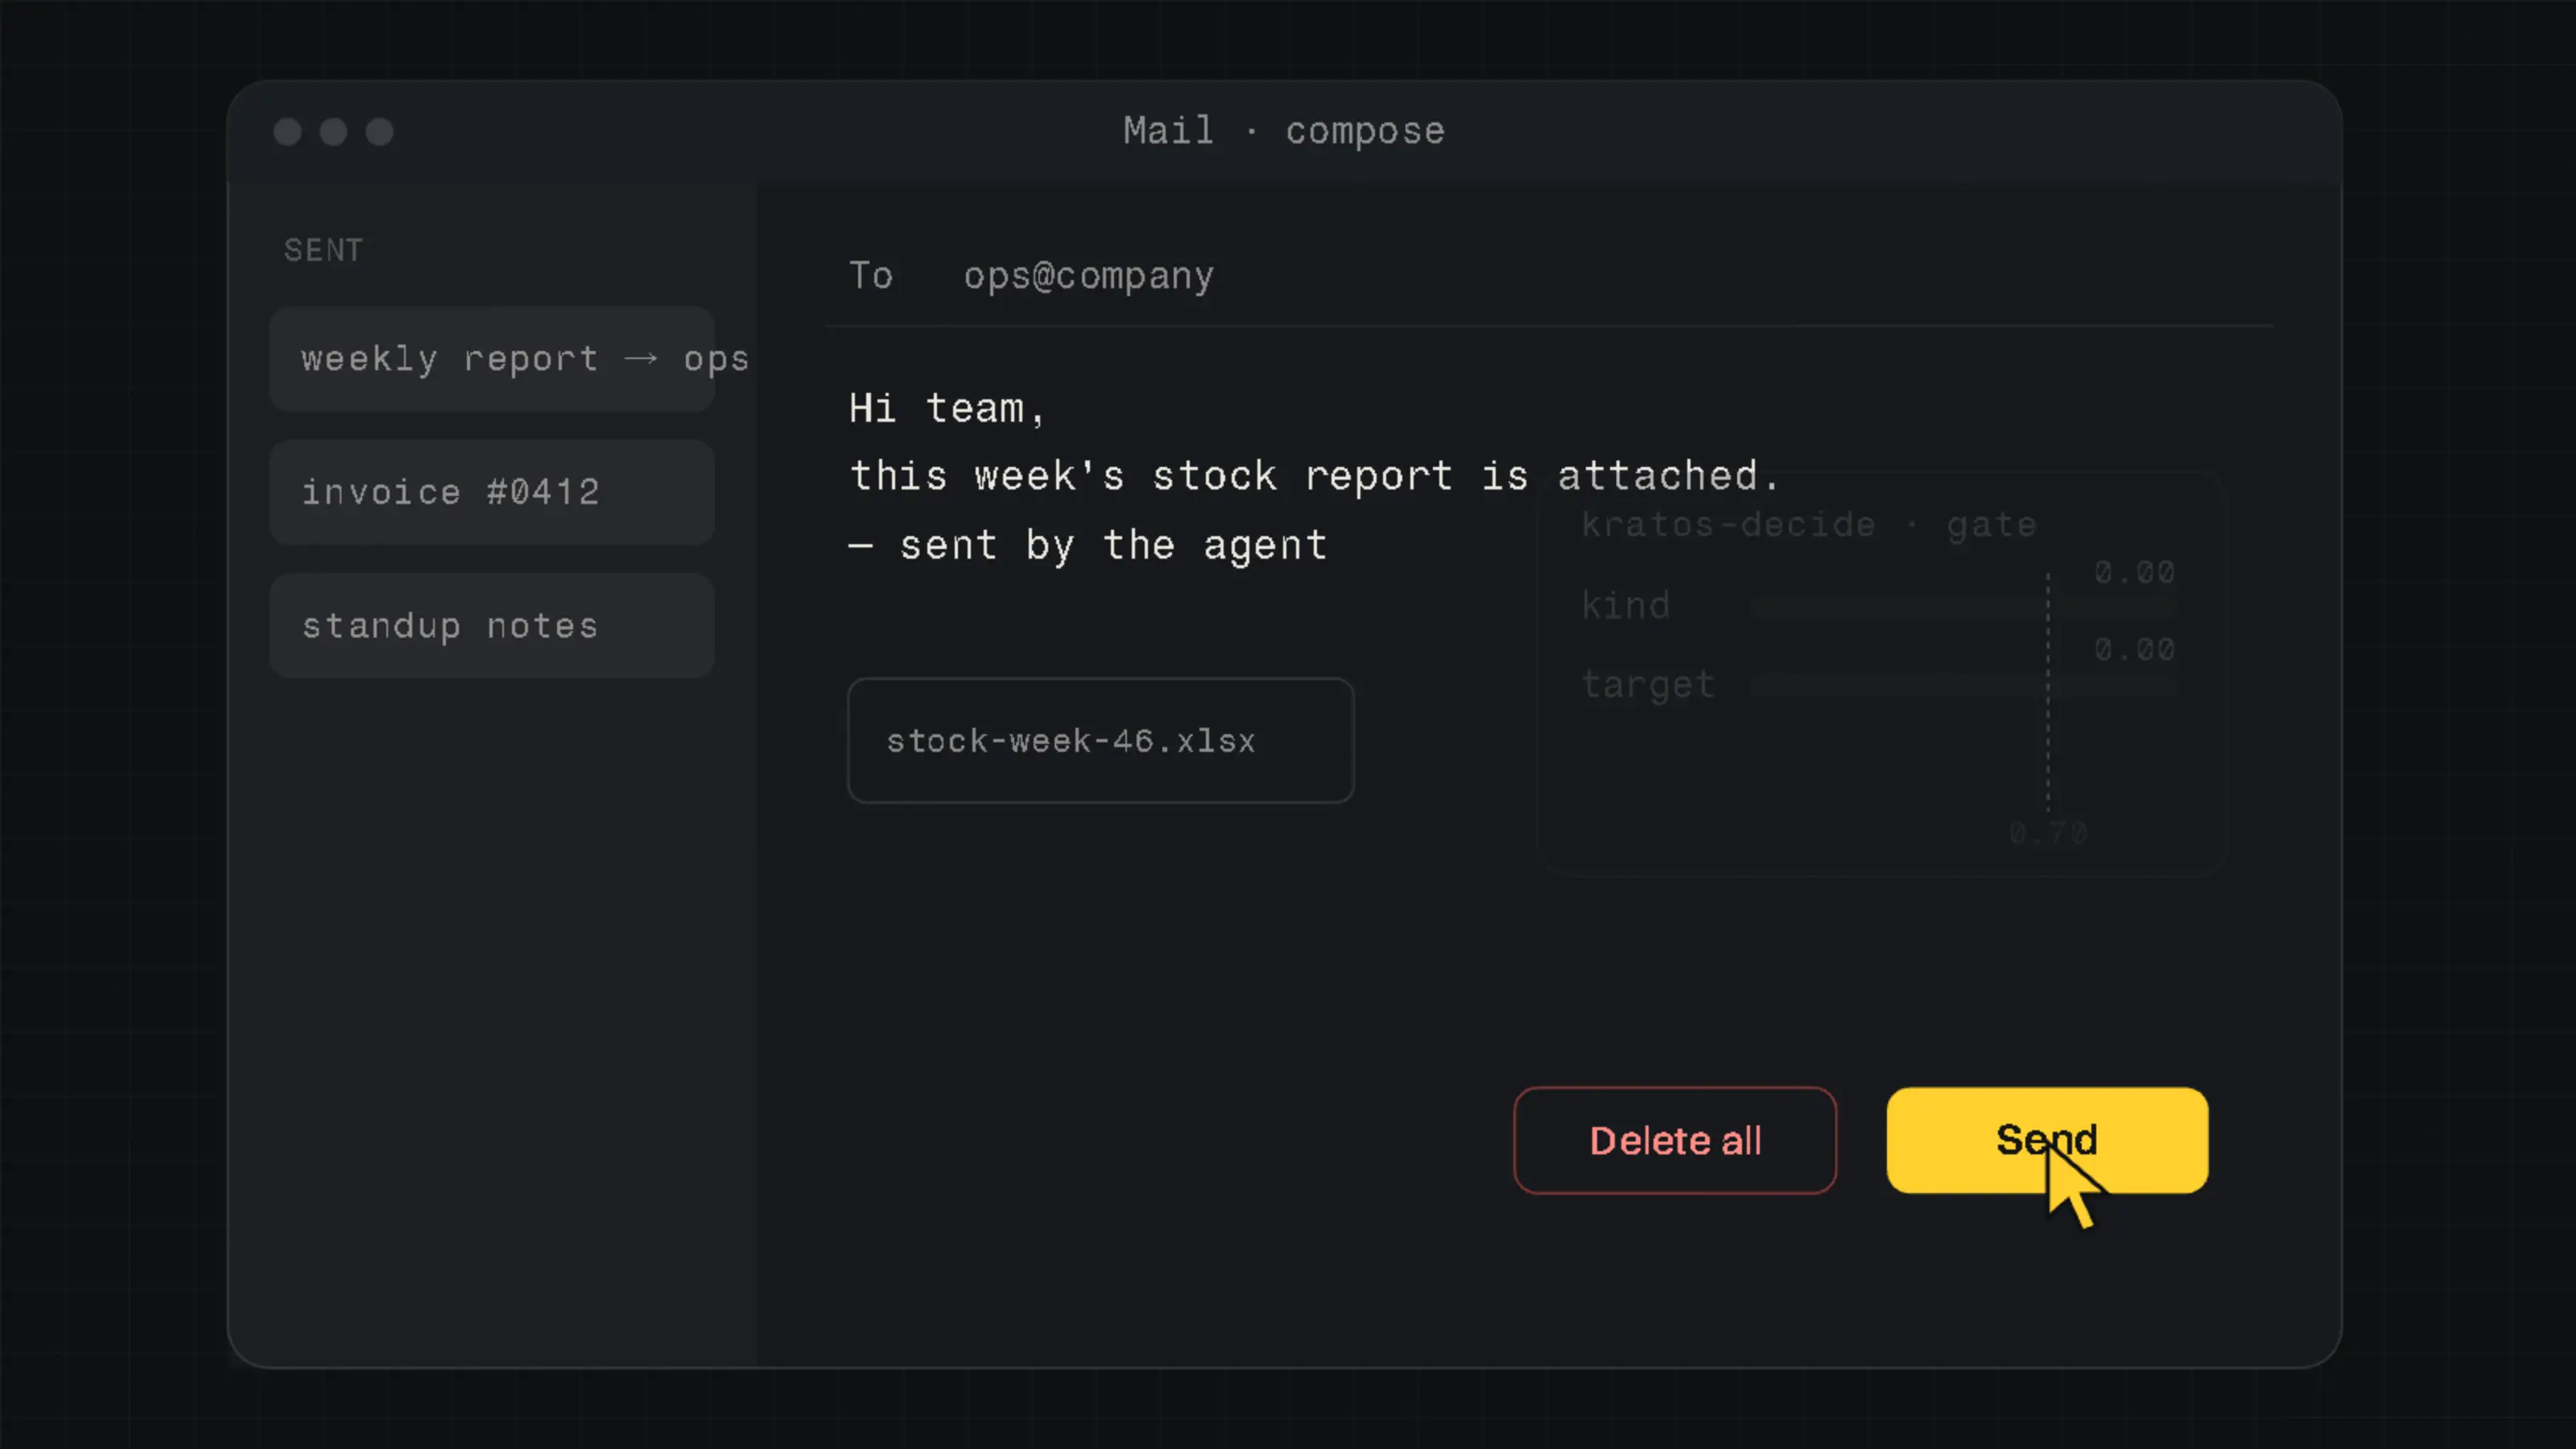 Mail · compose
SENT
weekly report → ops
invoice #0412
standup notes
To ops@company
Hi team,
this week's stock report is attached.
— sent by the agent
stock-week-46.xlsx
kratos-decide · gate
0.00
kind
0.00
target
0.70
Delete all
Send